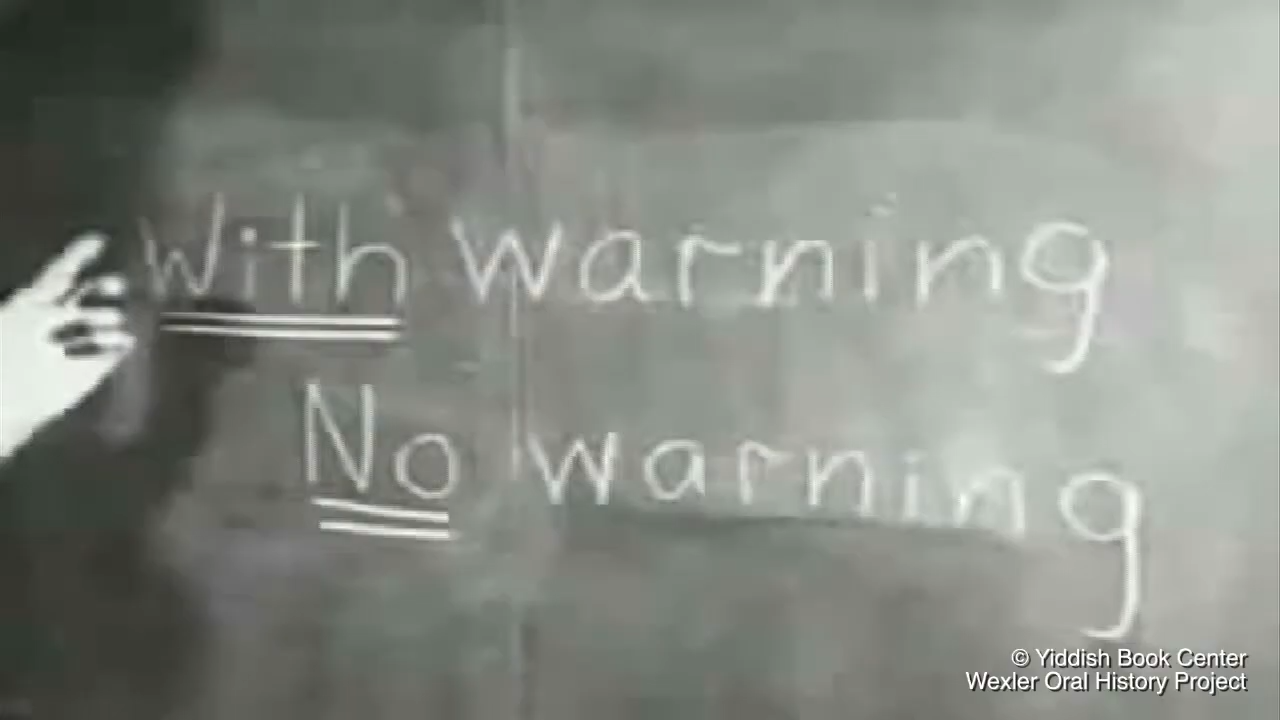 With warning
No warning
© Yiddish Book Center
Wexler Oral History Project